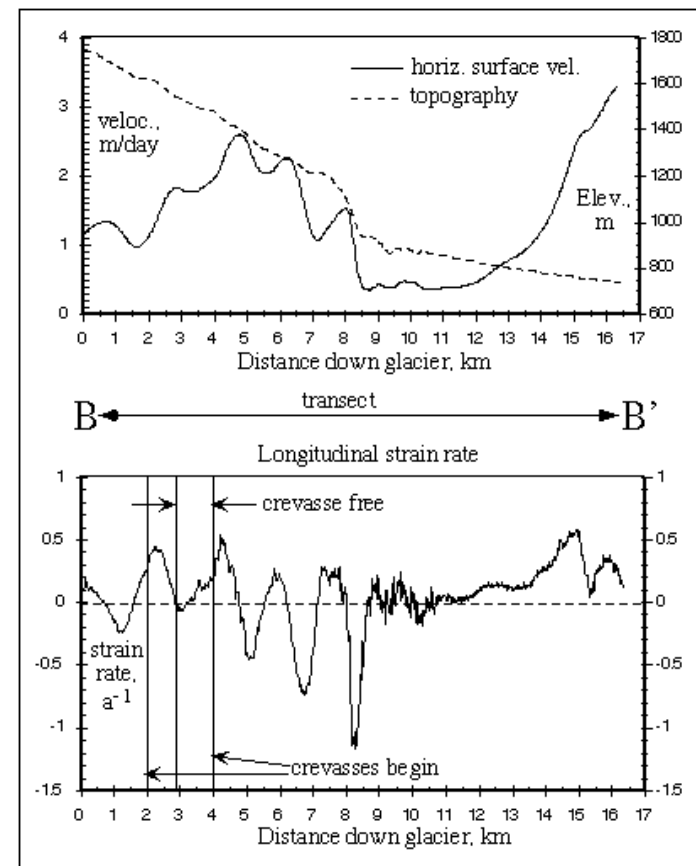 4
3
2
1
0
1800
1600
1400
1200
1000
800
600
horiz. surface vel.
topography
veloc.,
m/day
Elev.,
m
0 1 2 3 4 5 6 7 8 9 10 11 12 13 14 15 16 17
Distance down glacier, km
B transect B'
Longitudinal strain rate
1
0.5
0
-0.5
-1
-1.5
1
0.5
0
-0.5
-1
-1.5
crevasse free
strain
rate,
a-1
crevasses begin
0 1 2 3 4 5 6 7 8 9 10 11 12 13 14 15 16 17
Distance down glacier, km